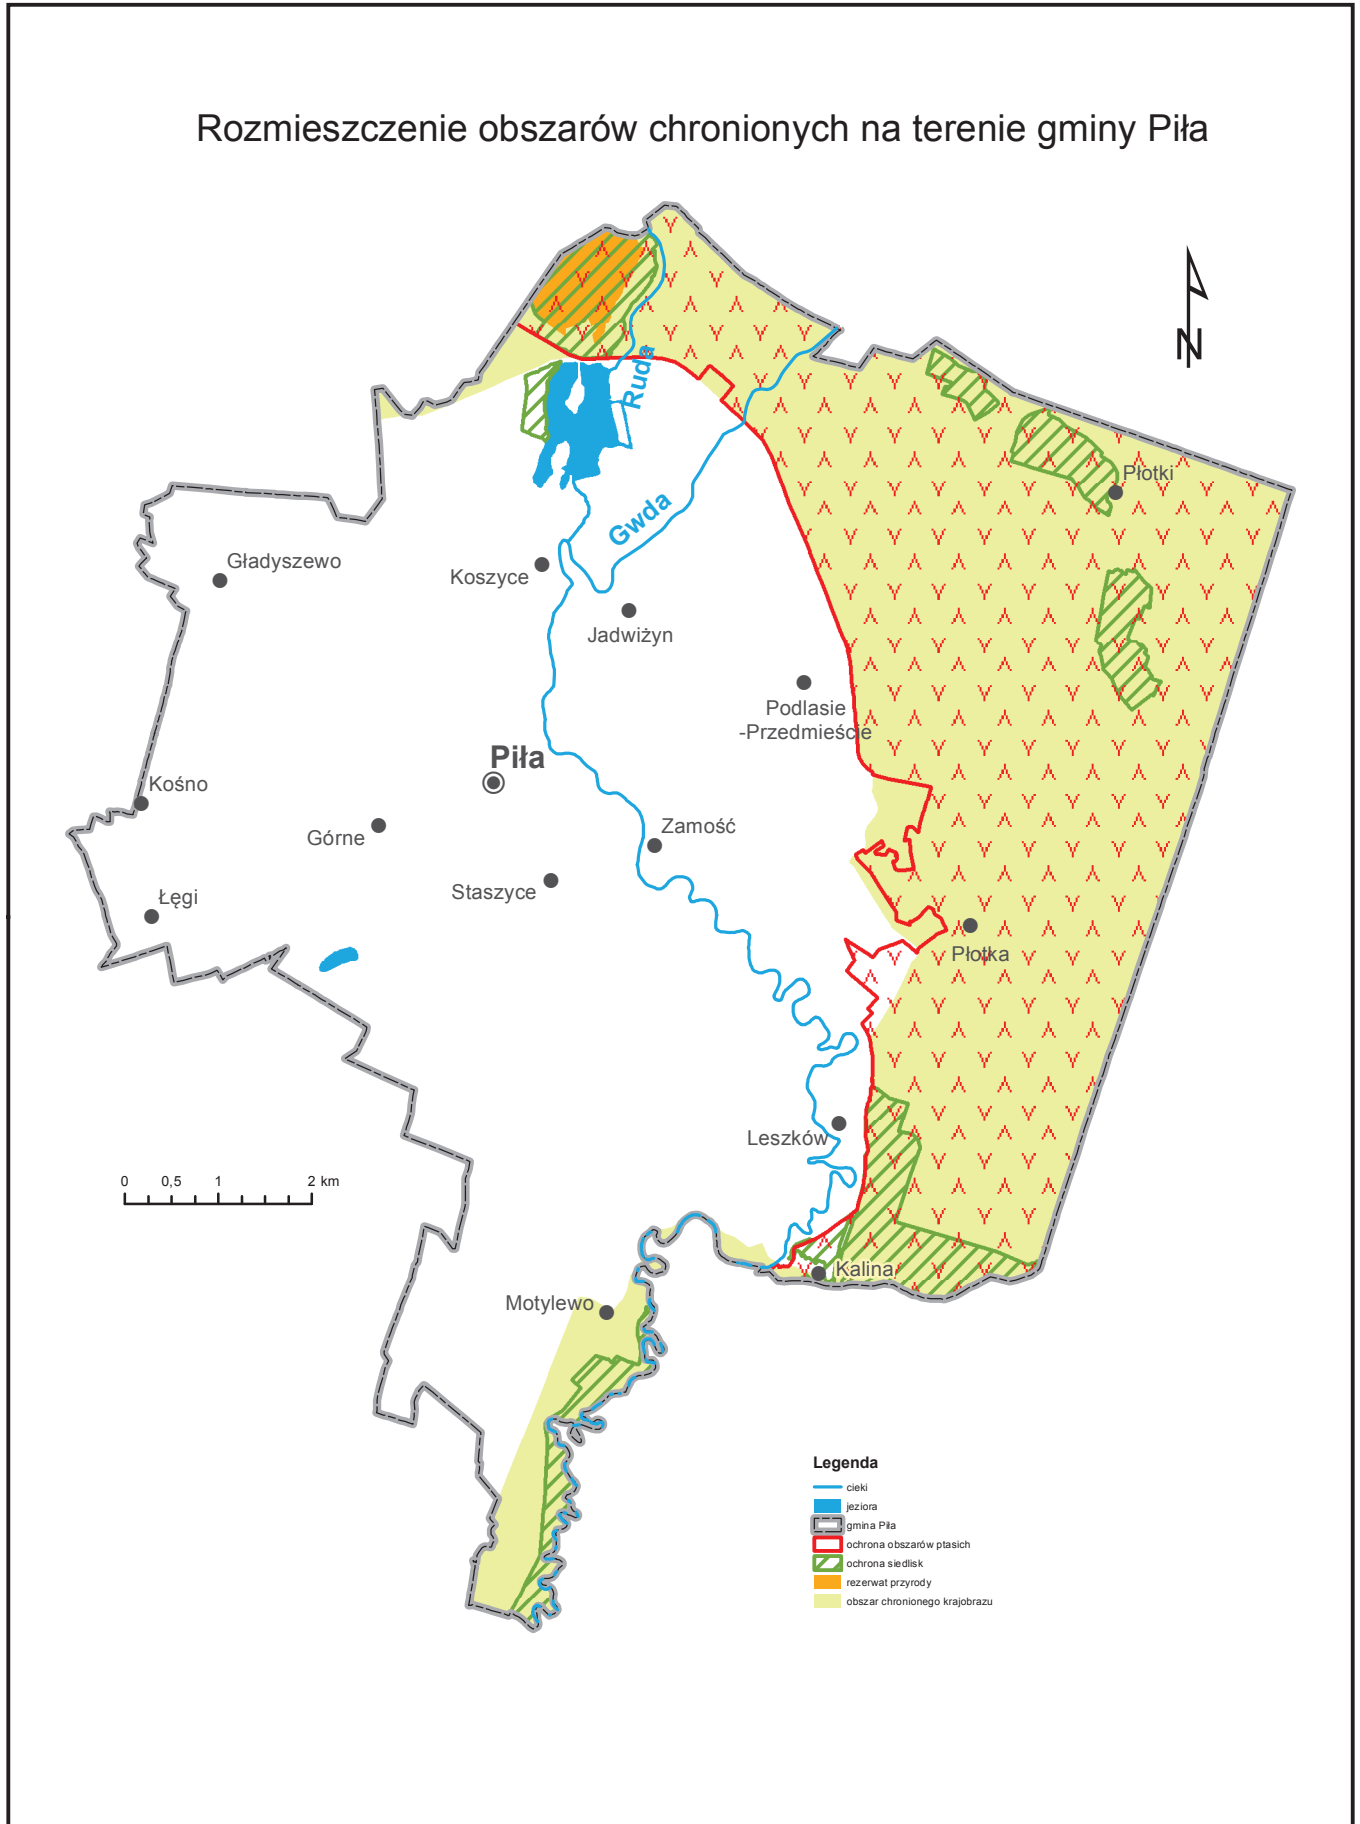 Rozmieszczenie obszarów chronionych na terenie gminy Piła
N
Ruda
Płotki
Gwda
Gładyszewo
Koszyce
Jadwiżyn
Podlasie
-Przedmieście
Piła
Kośno
Zamość
Górne
Staszyce
Łęgi
Płotka
Leszków
0 0,5 1 2 km
Kalina
Motylewo
Legenda
cieki
jeziora
gmina Piła
ochrona obszarów ptasich
ochrona siedlisk
rezerwat przyrody
obszar chronionego krajobrazu